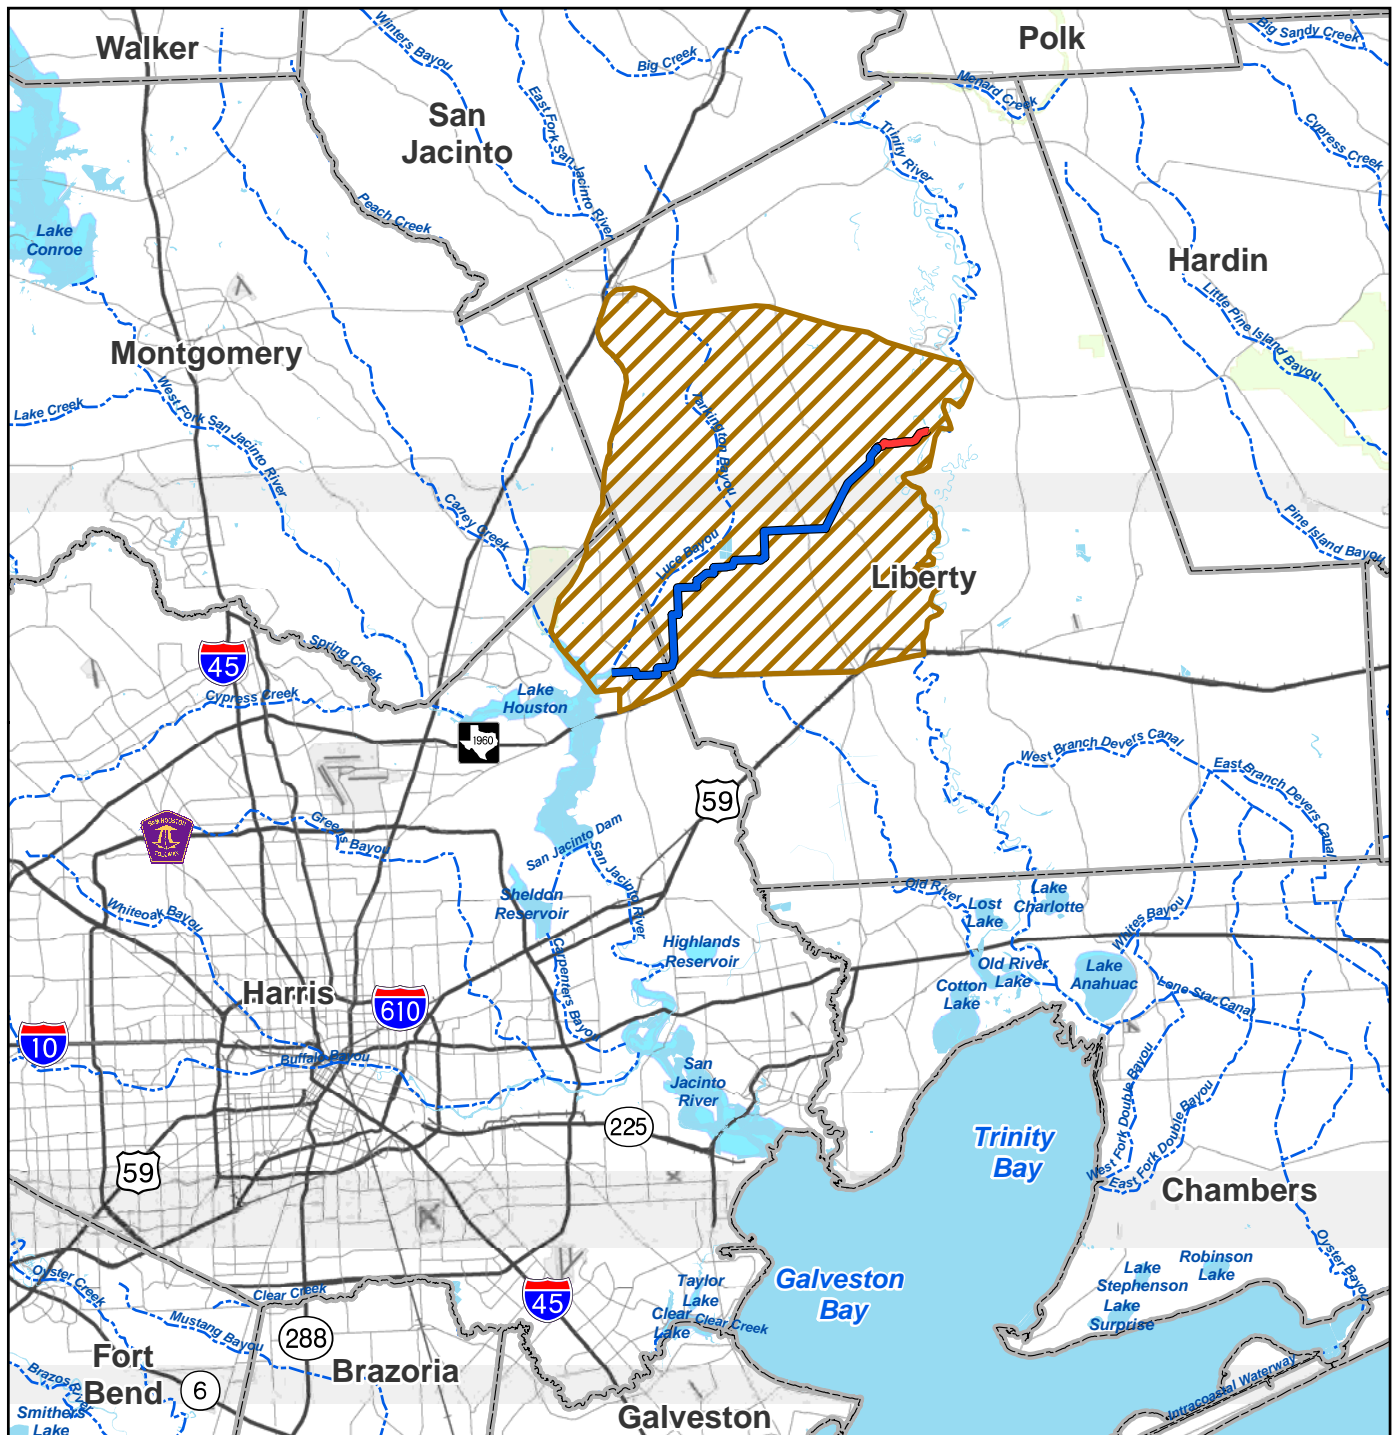 Walker
Polk
Big Sandy Creek
Winters Bayou
Big Creek
Menard Creek
East Fork San Jacinto River
San
Jacinto
Trinity River
Cypress Creek
Peach Creek
Lake
Conroe
Hardin
Little Pine Island Bayou
Montgomery
Lake Creek
West Fork San Jacinto River
Tarkington Bayou
Caney Creek
Pine Island Bayou
Luce Bayou
Liberty
Spring Creek
45
Cypress Creek
Lake
Houston
1960
West Branch Devers Canal
East Branch Devers Canal
59
SAM HOUSTON
TOLLWAY
Greens Bayou
San Jacinto Dam
San Jacinto River
Sheldon
Reservoir
Old River
Lost
Lake
Lake
Charlotte
Whiteoak Bayou
Whites Bayou
Carpenters Bayou
Highlands
Reservoir
Old River
Lake
Cotton
Lake
Lake
Anahuac
Lone Star Canal
Harris
610
10
Buffalo Bayou
San
Jacinto
River
West Fork Double Bayou
East Fork Double Bayou
225
Trinity
Bay
59
Chambers
Oyster Bayou
Oyster Creek
Clear Creek
Mustang Bayou
45
Taylor
Lake
Clear
Lake
Clear Creek
Galveston
Bay
Lake
Stephenson
Robinson
Lake
Lake
Surprise
288
Fort
Bend
Brazoria
6
Brazos River
Smithers
Lake
Galveston
Intracoastal Waterway